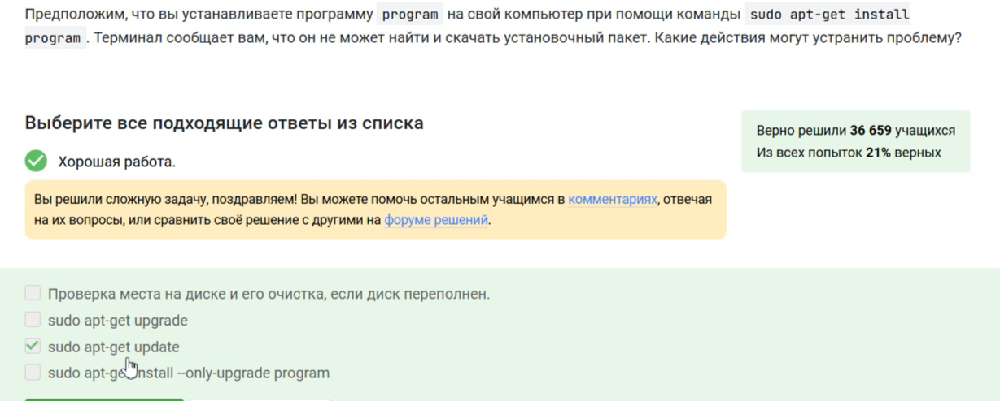 Предположим, что вы устанавливаете программу program на свой компьютер при помощи команды sudo apt-get install
program. Терминал сообщает вам, что он не может найти и скачать установочный пакет. Какие действия могут устранить проблему?
Выберите все подходящие ответы из списка
Верно решили 36 659 учащихся
Из всех попыток 21% верных
Хорошая работа.
Вы решили сложную задачу, поздравляем! Вы можете помочь остальным учащимся в комментариях, отвечая
на их вопросы, или сравнить своё решение с другими на форуме решений.
Проверка места на диске и его очистка, если диск переполнен.
sudo apt-get upgrade
sudo apt-get update
sudo apt-get install --only-upgrade program